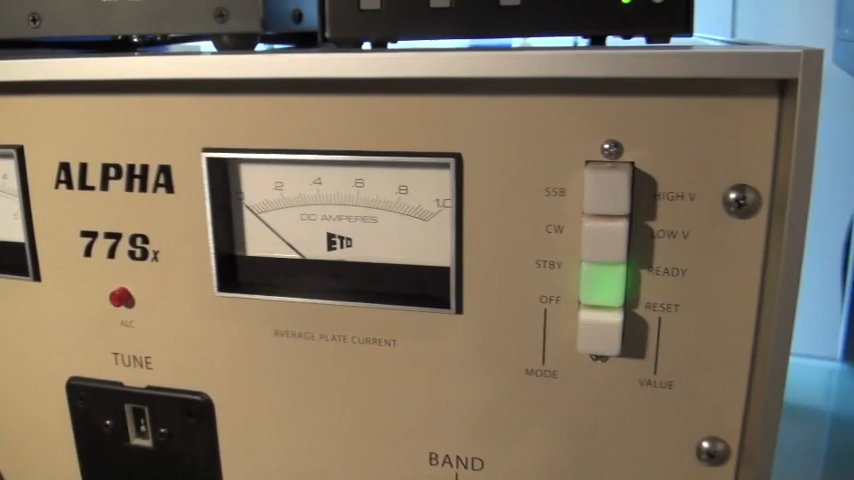 ALPHA
77Sx
ALC
TUNE
0 .2 .4 .6 .8 1.0
DC AMPERES
ETO
AVERAGE PLATE CURRENT
SSB HIGH V
CW LOW V
STBY READY
OFF RESET
MODE VALUE
BAND